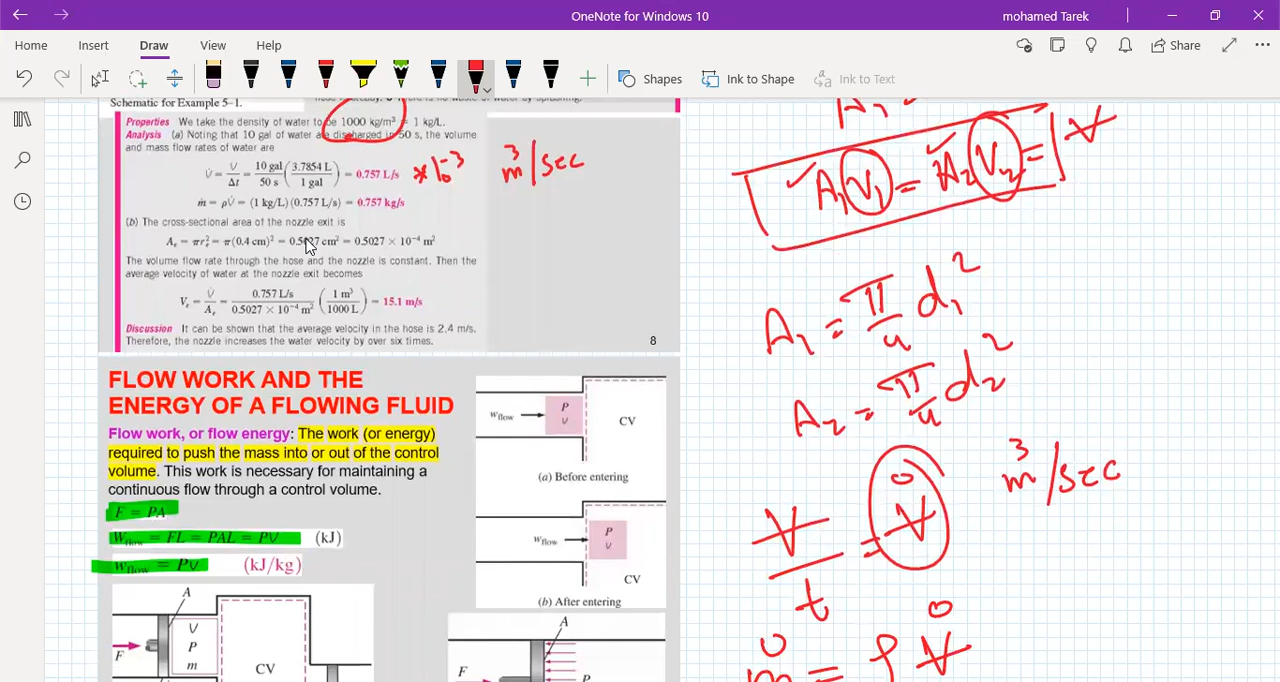 OneNote for Windows 10
mohamed Tarek
Home Insert Draw View Help
Share
Shapes Ink to Shape Ink to Text
Schematic for Example 5–1.
Properties We take the density of water to be 1000 kg/m³ = 1 kg/L.
Analysis (a) Noting that 10 gal of water are discharged in 50 s, the volume
and mass flow rates of water are
V̇ = V/Δt = 10 gal/50 s (3.7854 L/1 gal) = 0.757 L/s
*10⁻³ m³/sec
ṁ = ρV̇ = (1 kg/L)(0.757 L/s) = 0.757 kg/s
(b) The cross-sectional area of the nozzle exit is
Aₑ = πrₑ² = π(0.4 cm)² = 0.5027 cm² = 0.5027 × 10⁻⁴ m²
The volume flow rate through the hose and the nozzle is constant. Then the
average velocity of water at the nozzle exit becomes
Vₑ = V̇/Aₑ = 0.757 L/s / 0.5027 × 10⁻⁴ m² (1 m³/1000 L) = 15.1 m/s
Discussion It can be shown that the average velocity in the hose is 2.4 m/s.
Therefore, the nozzle increases the water velocity by over six times.
8
FLOW WORK AND THE
ENERGY OF A FLOWING FLUID
Flow work, or flow energy: The work (or energy)
required to push the mass into or out of the control
volume. This work is necessary for maintaining a
continuous flow through a control volume.
F = PA
W_flow = FL = PAL = PV (kJ)
w_flow = Pv (kJ/kg)
w_flow P v CV
(a) Before entering
w_flow P v
CV
(b) After entering
A
V
P
m
F
CV
A
F
P
A₁
A₁V₁ = A₂V₂ = V
A₁ = π/4 d₁²
A₂ = π/4 d₂²
V/t = V̇ m³/sec
ṁ = ρV̇